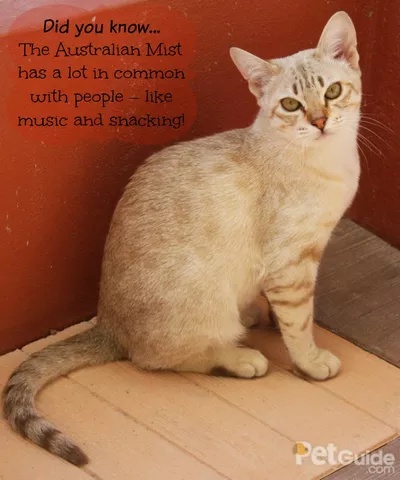 Did you know...
The Australian Mist
has a lot in common
with people – like
music and snacking!
PetGuide
.com